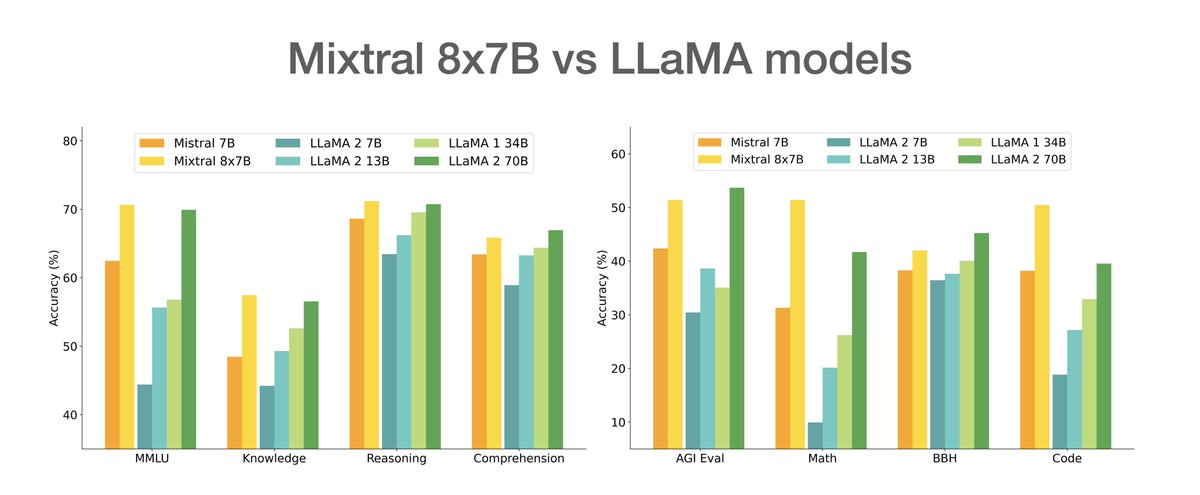 Mixtral 8x7B vs LLaMA models
Mistral 7B LLaMA 2 7B LLaMA 1 34B
Mixtral 8x7B LLaMA 2 13B LLaMA 2 70B
Accuracy (%)
80
70
60
50
40
MMLU Knowledge Reasoning Comprehension
Mistral 7B LLaMA 2 7B LLaMA 1 34B
Mixtral 8x7B LLaMA 2 13B LLaMA 2 70B
Accuracy (%)
60
50
40
30
20
10
AGI Eval Math BBH Code